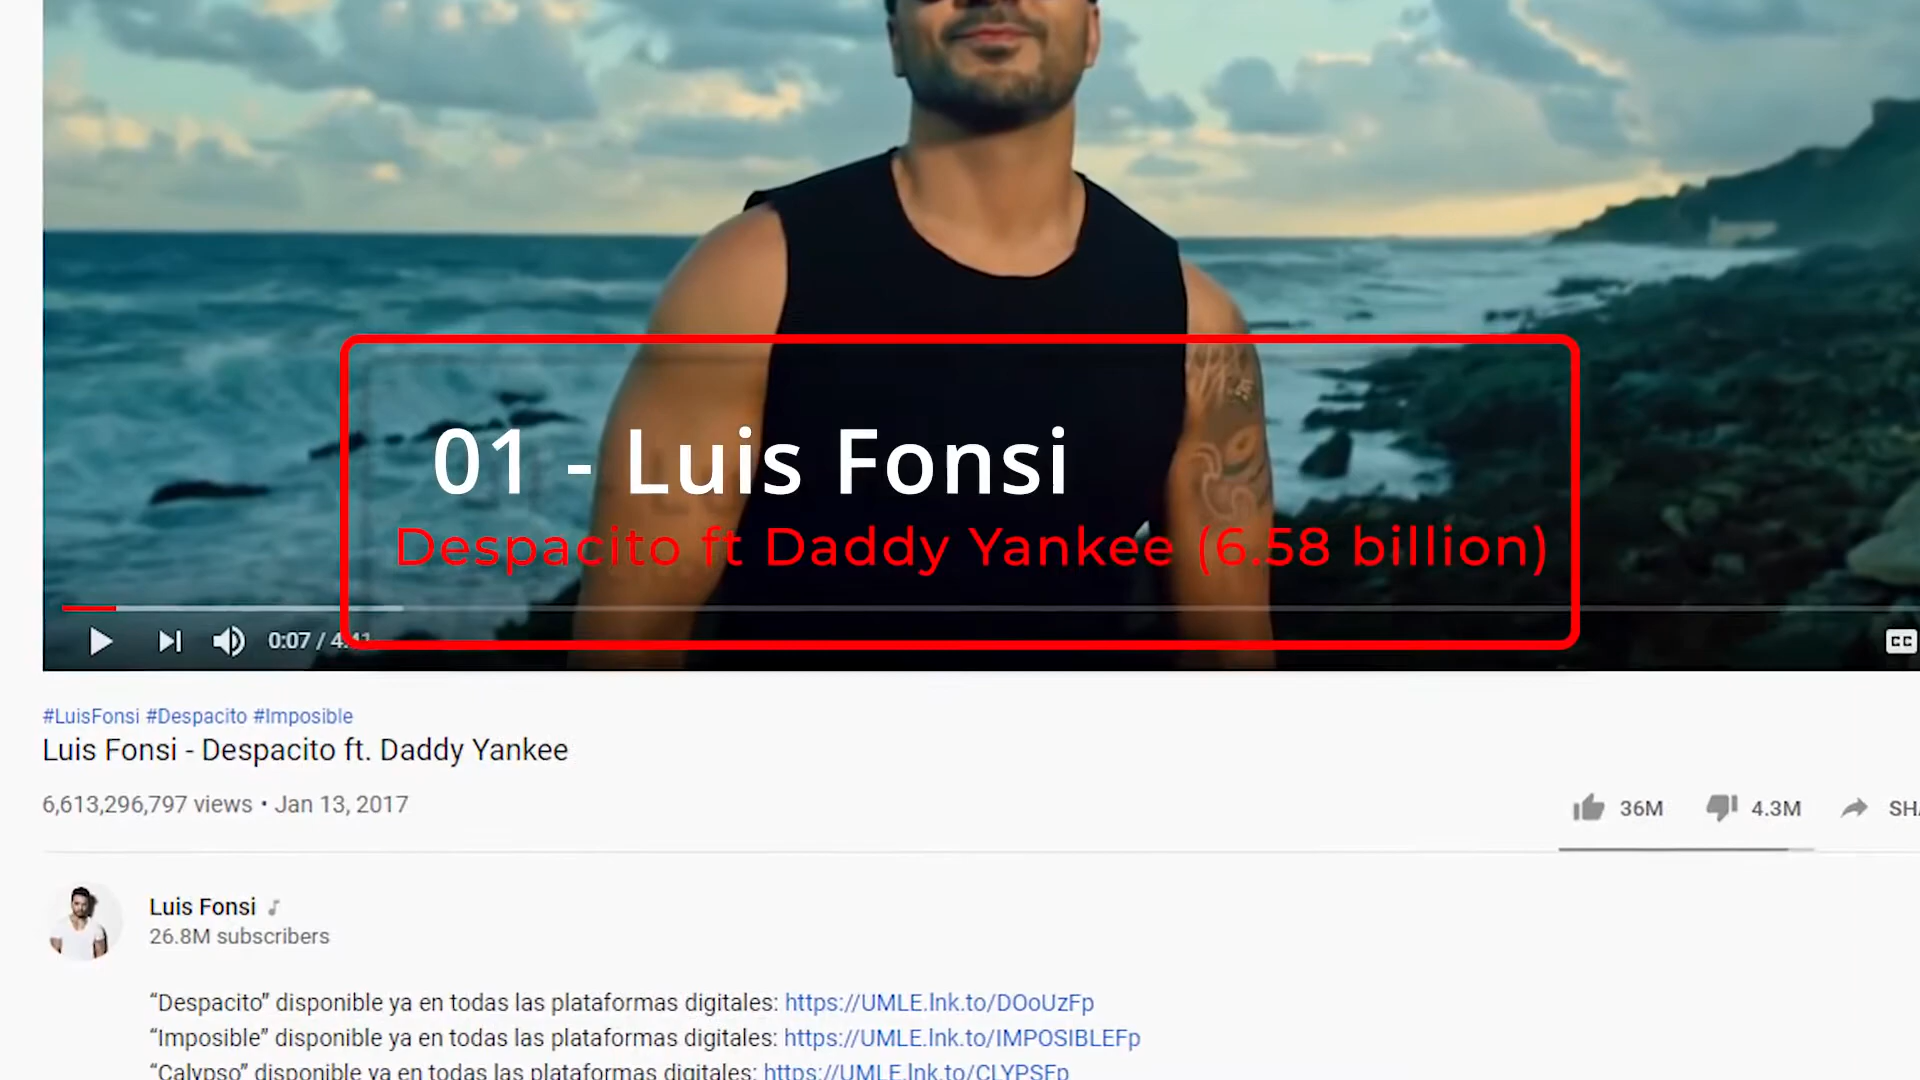 01 - Luis Fonsi
Despacito ft Daddy Yankee (6.58 billion)
0:07 / 4:41
CC
#LuisFonsi #Despacito #Imposible
Luis Fonsi - Despacito ft. Daddy Yankee
6,613,296,797 views • Jan 13, 2017
36M 4.3M SHA
Luis Fonsi
26.8M subscribers
“Despacito” disponible ya en todas las plataformas digitales: https://UMLE.lnk.to/DOoUzFp
“Imposible” disponible ya en todas las plataformas digitales: https://UMLE.lnk.to/IMPOSIBLEFp
“Calypso” disponible ya en todas las plataformas digitales: https://UMLE.lnk.to/CLYPSFp